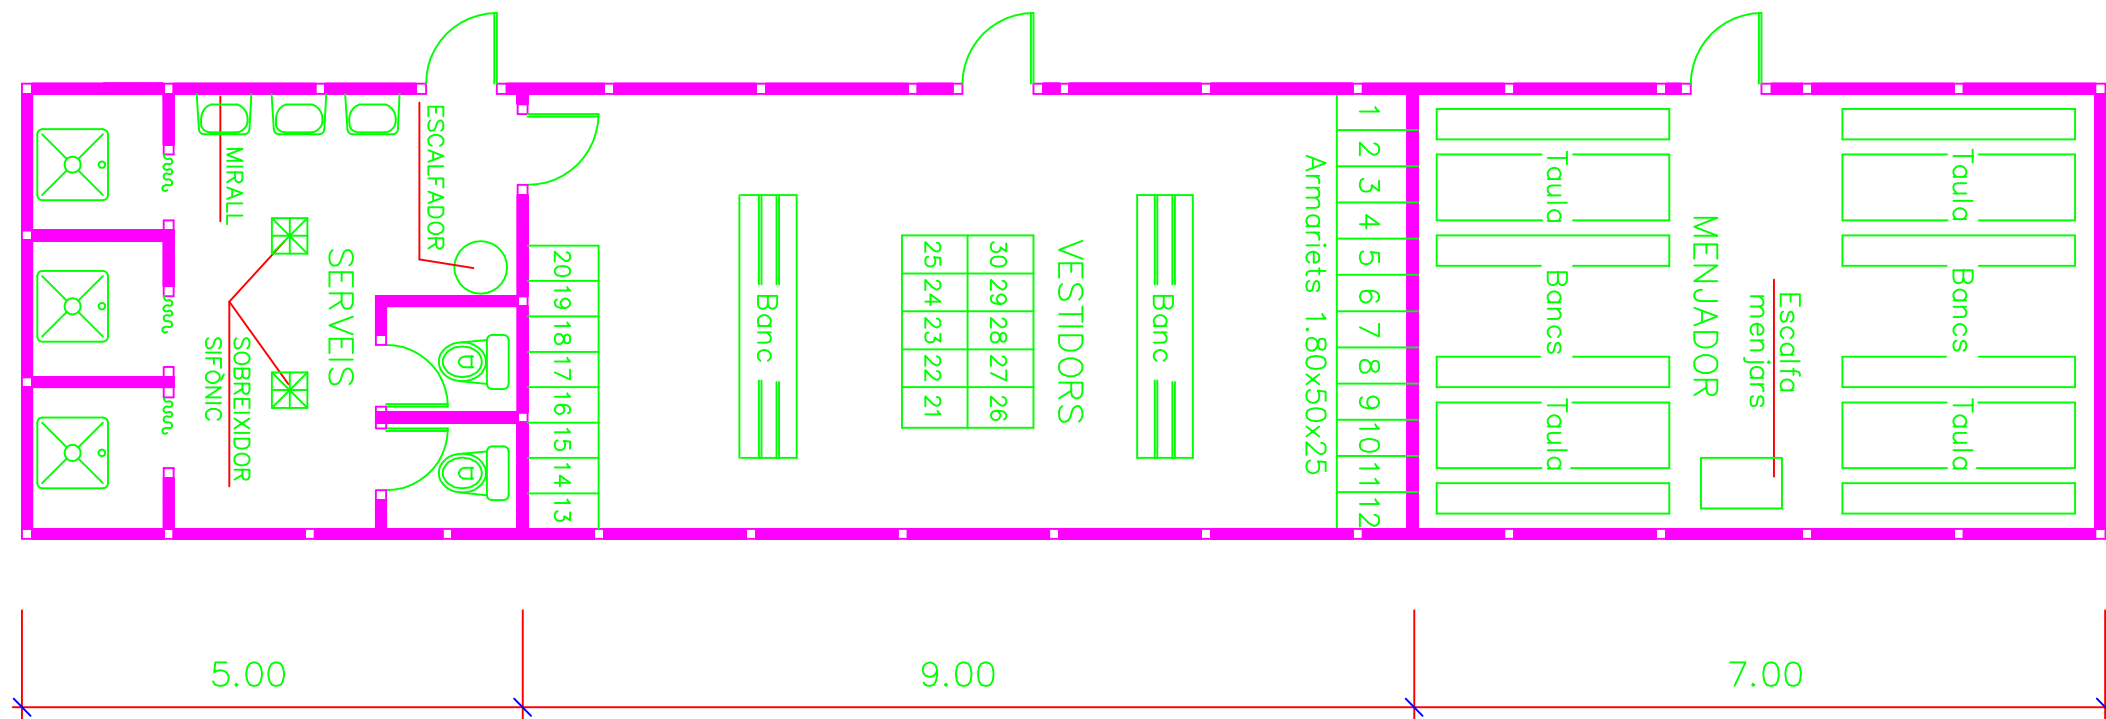 MIRALL
ESCALFADOR
SERVEIS
SOBREIXIDOR
SIFÒNIC
20
19
18
17
16
15
14
13
Banc
30 29 28 27 26
25 24 23 22 21
VESTIDORS
Banc
Armariets 1.80x50x25
1
2
3
4
5
6
7
8
9
10
11
12
Taula
Bancs
Taula
MENJADOR
Escalfa
menjars
Taula
Bancs
Taula
5.00
9.00
7.00